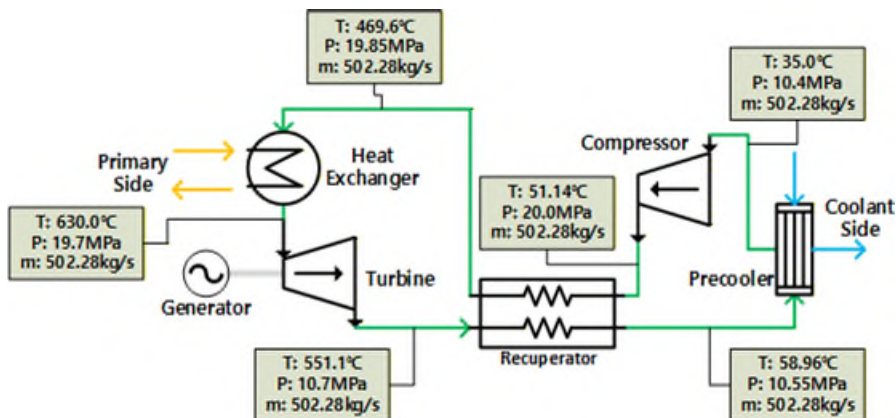 T: 469.6℃
P: 19.85MPa
m: 502.28kg/s
T: 35.0℃
P: 10.4MPa
m: 502.28kg/s
Primary
Side
Heat
Exchanger
Compressor
T: 51.14℃
P: 20.0MPa
m: 502.28kg/s
Coolant
Side
T: 630.0℃
P: 19.7MPa
m: 502.28kg/s
Generator
Turbine
Precooler
Recuperator
T: 551.1℃
P: 10.7MPa
m: 502.28kg/s
T: 58.96℃
P: 10.55MPa
m: 502.28kg/s